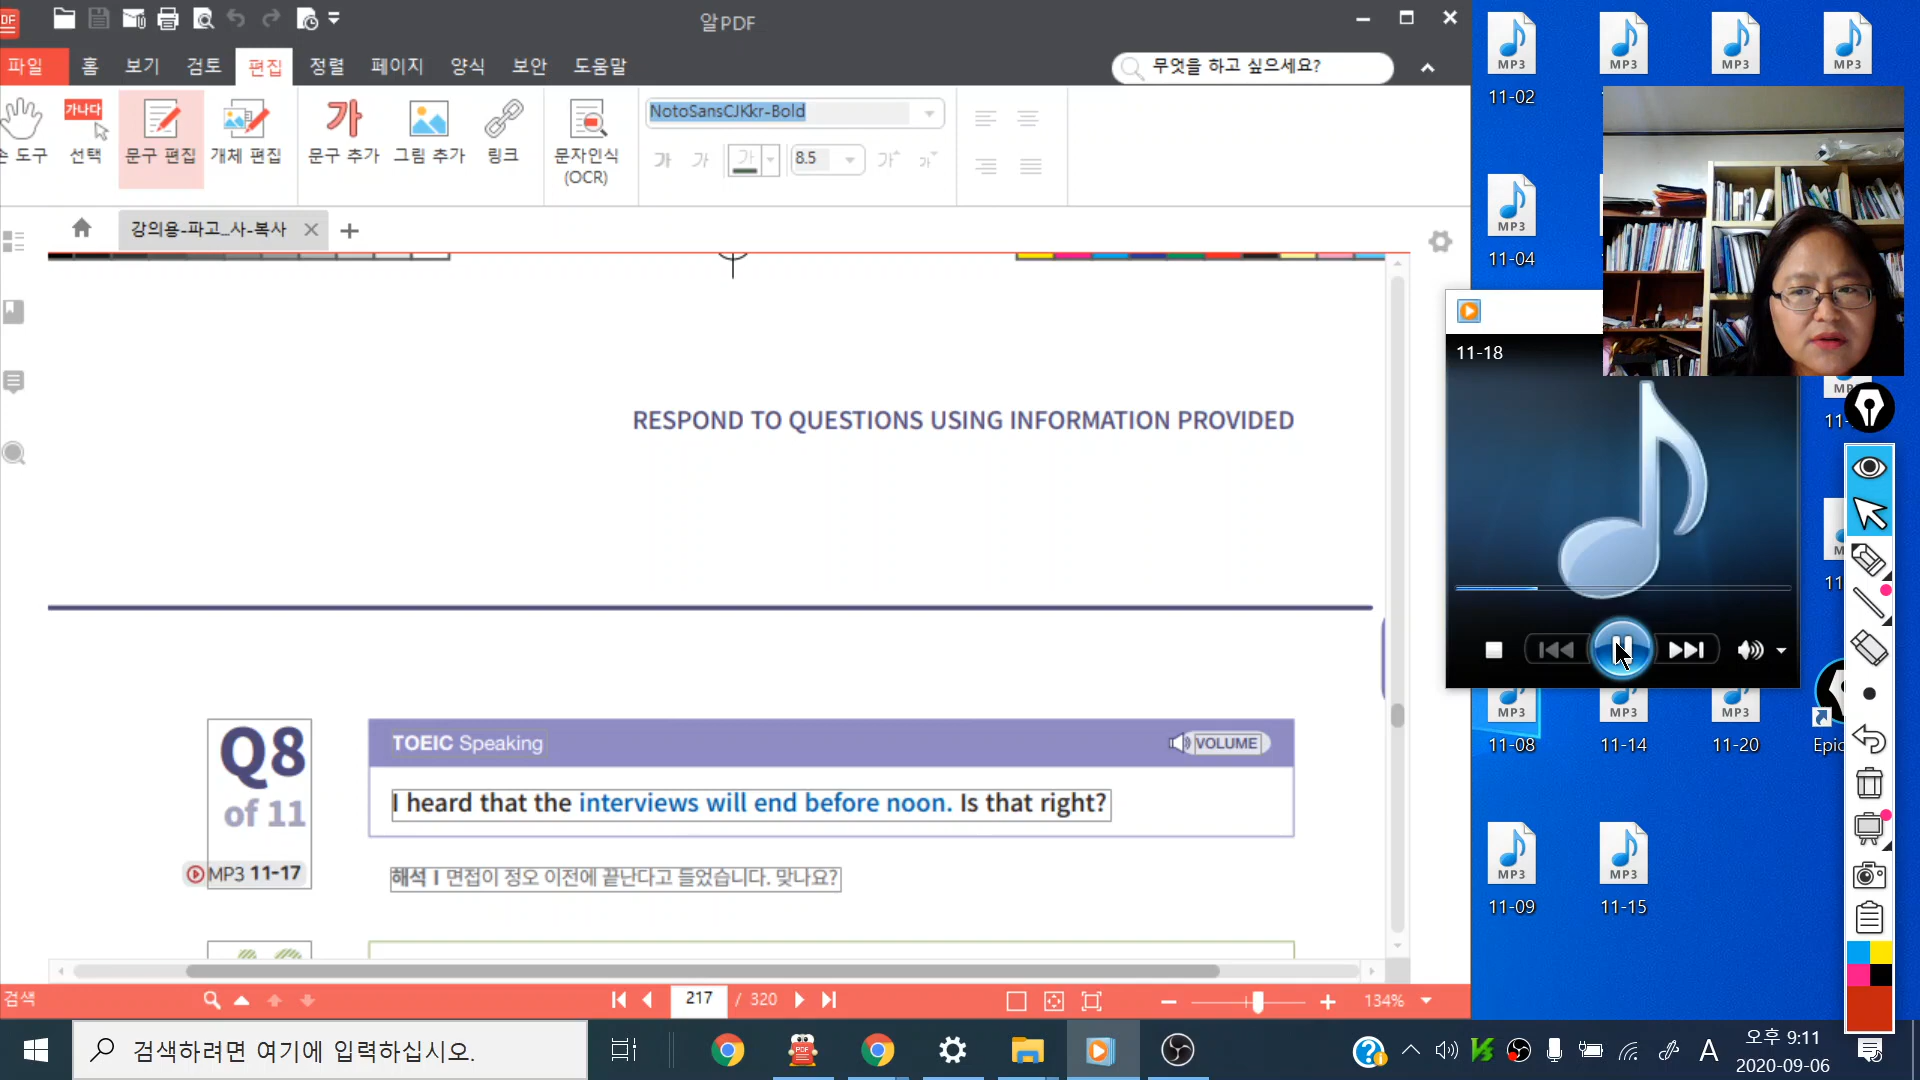 알PDF
파일 홈 보기 검토 편집 정렬 페이지 양식 보안 도움말
무엇을 하고 싶으세요?
가나다
도구 선택 문구 편집 개체 편집 문구 추가 그림 추가 링크 문자인식
(OCR)
NotoSansCJKkr-Bold
8.5
강의용-파고_사-복사
RESPOND TO QUESTIONS USING INFORMATION PROVIDED
Q8
of 11
MP3 11-17
TOEIC Speaking
VOLUME
I heard that the interviews will end before noon. Is that right?
해석 I 면접이 정오 이전에 끝난다고 들었습니다. 맞나요?
검색
217 / 320
134%
11-02
11-04
11-18
11-08
11-14
11-20
Epic
11-09
11-15
MP3
MP3
MP3
MP3
MP3
MP3
MP3
MP3
MP3
MP3
검색하려면 여기에 입력하십시오.
A
오후 9:11
2020-09-06